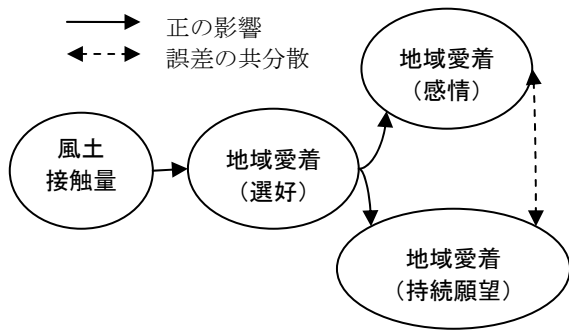 正の影響
誤差の共分散
地域愛着
（感情）
風土
接触量
地域愛着
（選好）
地域愛着
（持続願望）